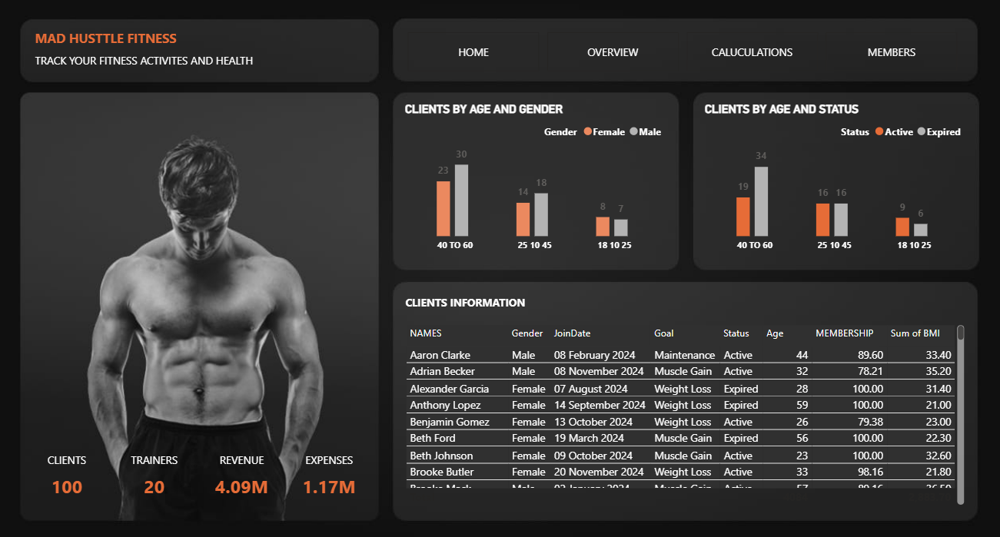 MAD HUSTTLE FITNESS
TRACK YOUR FITNESS ACTIVITES AND HEALTH
HOME OVERVIEW CALUCULATIONS MEMBERS
CLIENTS BY AGE AND GENDER
Gender Female Male
23 30 14 18 8 7
40 TO 60 25 10 45 18 10 25
CLIENTS BY AGE AND STATUS
Status Active Expired
19 34 16 16 9 6
40 TO 60 25 10 45 18 10 25
CLIENTS INFORMATION
NAMES Gender JoinDate Goal Status Age MEMBERSHIP Sum of BMI
Aaron Clarke Male 08 February 2024 Maintenance Active 44 89.60 33.40
Adrian Becker Male 08 November 2024 Muscle Gain Active 32 78.21 35.20
Alexander Garcia Female 07 August 2024 Weight Loss Expired 28 100.00 31.40
Anthony Lopez Female 14 September 2024 Weight Loss Expired 59 100.00 21.00
Benjamin Gomez Female 13 October 2024 Weight Loss Active 26 79.38 23.00
Beth Ford Female 19 March 2024 Muscle Gain Expired 56 100.00 22.30
Beth Johnson Female 09 October 2024 Muscle Gain Active 23 100.00 32.60
Brooke Butler Female 20 November 2024 Weight Loss Active 33 98.16 21.80
CLIENTS TRAINERS REVENUE EXPENSES
100 20 4.09M 1.17M